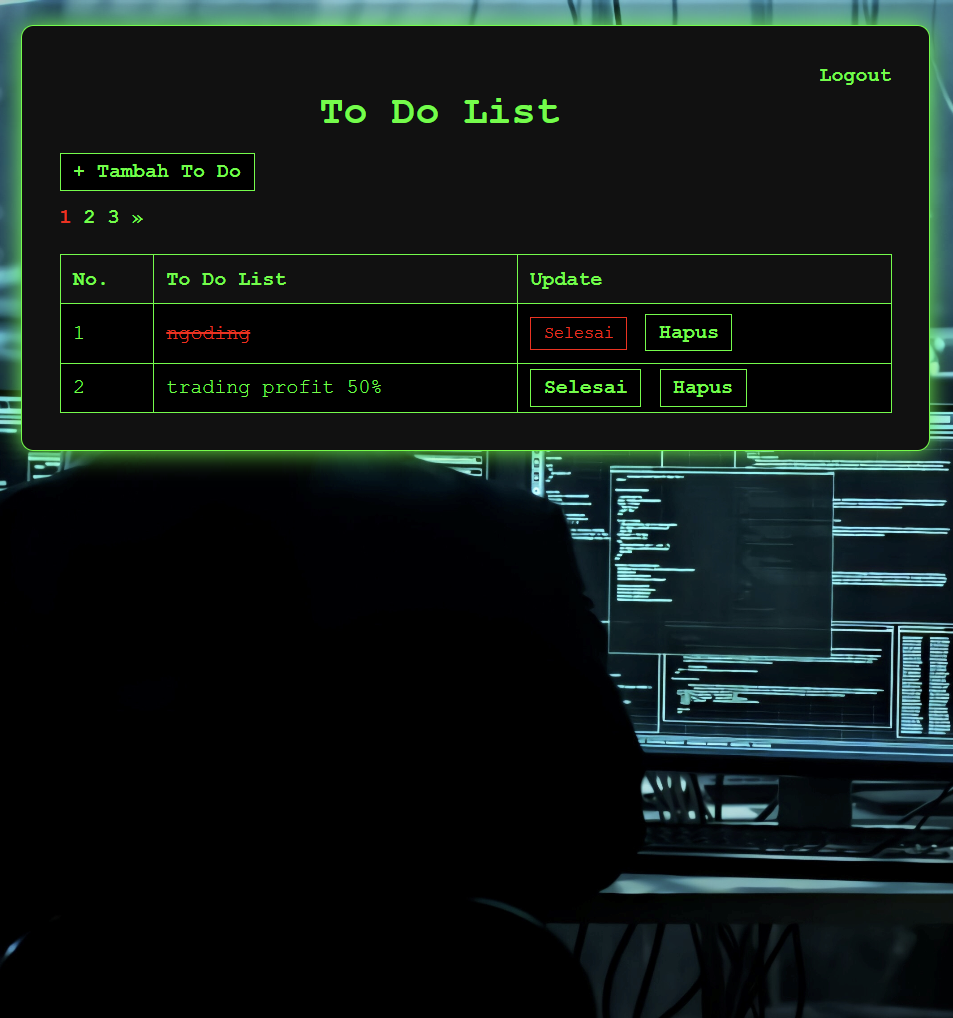 Logout
To Do List
+ Tambah To Do
1 2 3 »
No. To Do List Update
1 ngoding Selesai Hapus
2 trading profit 50% Selesai Hapus